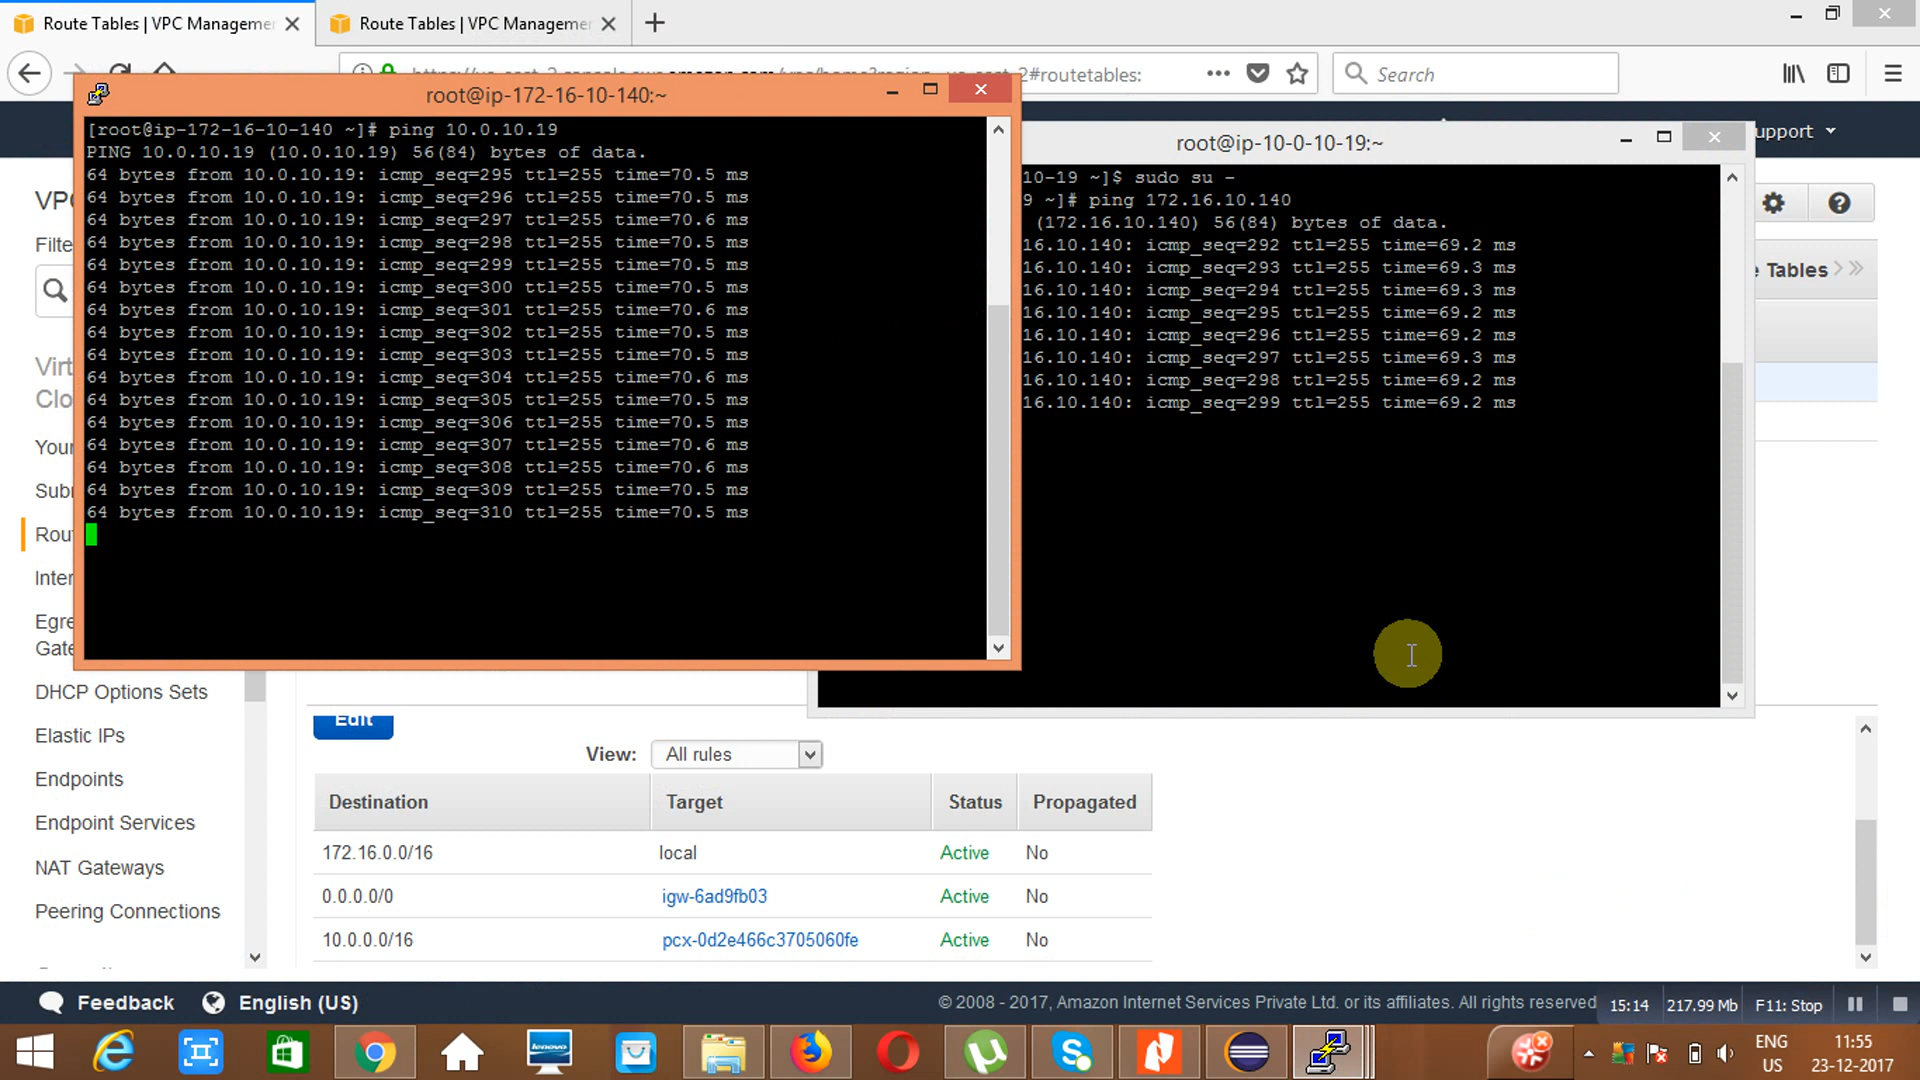 Route Tables | VPC Manageme
Route Tables | VPC Manageme
#routetables:
Search
root@ip-172-16-10-140:~
[root@ip-172-16-10-140 ~]# ping 10.0.10.19
PING 10.0.10.19 (10.0.10.19) 56(84) bytes of data.
64 bytes from 10.0.10.19: icmp_seq=295 ttl=255 time=70.5 ms
64 bytes from 10.0.10.19: icmp_seq=296 ttl=255 time=70.5 ms
64 bytes from 10.0.10.19: icmp_seq=297 ttl=255 time=70.6 ms
64 bytes from 10.0.10.19: icmp_seq=298 ttl=255 time=70.5 ms
64 bytes from 10.0.10.19: icmp_seq=299 ttl=255 time=70.5 ms
64 bytes from 10.0.10.19: icmp_seq=300 ttl=255 time=70.5 ms
64 bytes from 10.0.10.19: icmp_seq=301 ttl=255 time=70.6 ms
64 bytes from 10.0.10.19: icmp_seq=302 ttl=255 time=70.5 ms
64 bytes from 10.0.10.19: icmp_seq=303 ttl=255 time=70.5 ms
64 bytes from 10.0.10.19: icmp_seq=304 ttl=255 time=70.6 ms
64 bytes from 10.0.10.19: icmp_seq=305 ttl=255 time=70.5 ms
64 bytes from 10.0.10.19: icmp_seq=306 ttl=255 time=70.5 ms
64 bytes from 10.0.10.19: icmp_seq=307 ttl=255 time=70.6 ms
64 bytes from 10.0.10.19: icmp_seq=308 ttl=255 time=70.6 ms
64 bytes from 10.0.10.19: icmp_seq=309 ttl=255 time=70.5 ms
64 bytes from 10.0.10.19: icmp_seq=310 ttl=255 time=70.5 ms
root@ip-10-0-10-19:~
10-19 ~]$ sudo su -
9 ~]# ping 172.16.10.140
(172.16.10.140) 56(84) bytes of data.
16.10.140: icmp_seq=292 ttl=255 time=69.2 ms
16.10.140: icmp_seq=293 ttl=255 time=69.3 ms
16.10.140: icmp_seq=294 ttl=255 time=69.3 ms
16.10.140: icmp_seq=295 ttl=255 time=69.2 ms
16.10.140: icmp_seq=296 ttl=255 time=69.2 ms
16.10.140: icmp_seq=297 ttl=255 time=69.3 ms
16.10.140: icmp_seq=298 ttl=255 time=69.2 ms
16.10.140: icmp_seq=299 ttl=255 time=69.2 ms
upport
e Tables
VPC
Filte
Virt
Clo
Your
Subn
Rout
Inter
Egre
Gate
DHCP Options Sets
Elastic IPs
Endpoints
Endpoint Services
NAT Gateways
Peering Connections
Edit
View: All rules
Destination Target Status Propagated
172.16.0.0/16 local Active No
0.0.0.0/0 igw-6ad9fb03 Active No
10.0.0.0/16 pcx-0d2e466c3705060fe Active No
Feedback English (US)
© 2008 - 2017, Amazon Internet Services Private Ltd. or its affiliates. All rights reserved
15:14 217.99 Mb F11: Stop
lenovo
ENG
US
11:55
23-12-2017